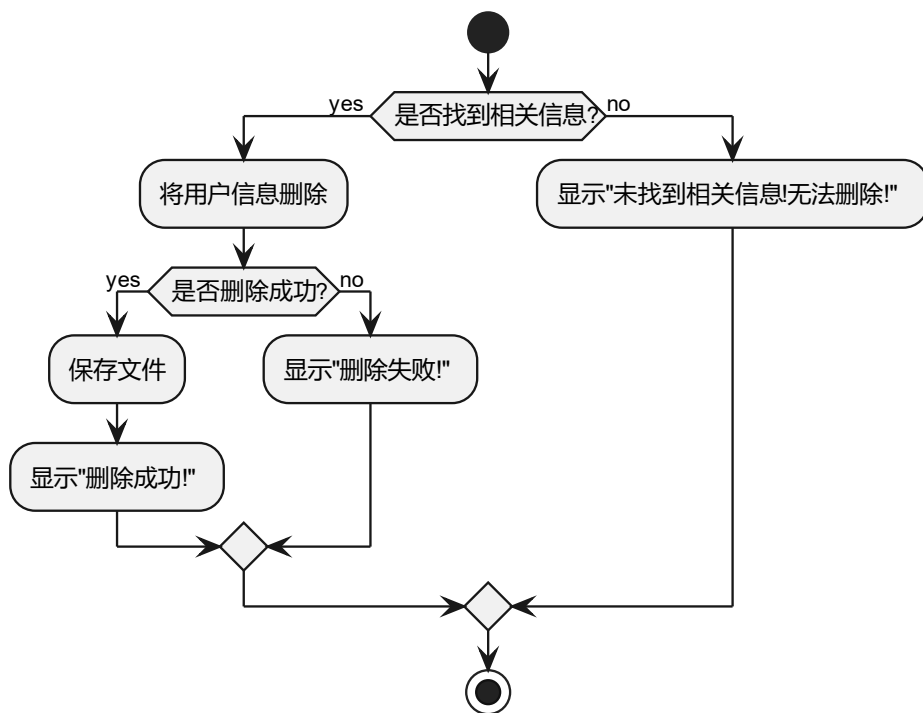 是否找到相关信息?
yes
no
将用户信息删除
显示"未找到相关信息!无法删除!"
是否删除成功?
yes
no
保存文件
显示"删除失败!"
显示"删除成功!"